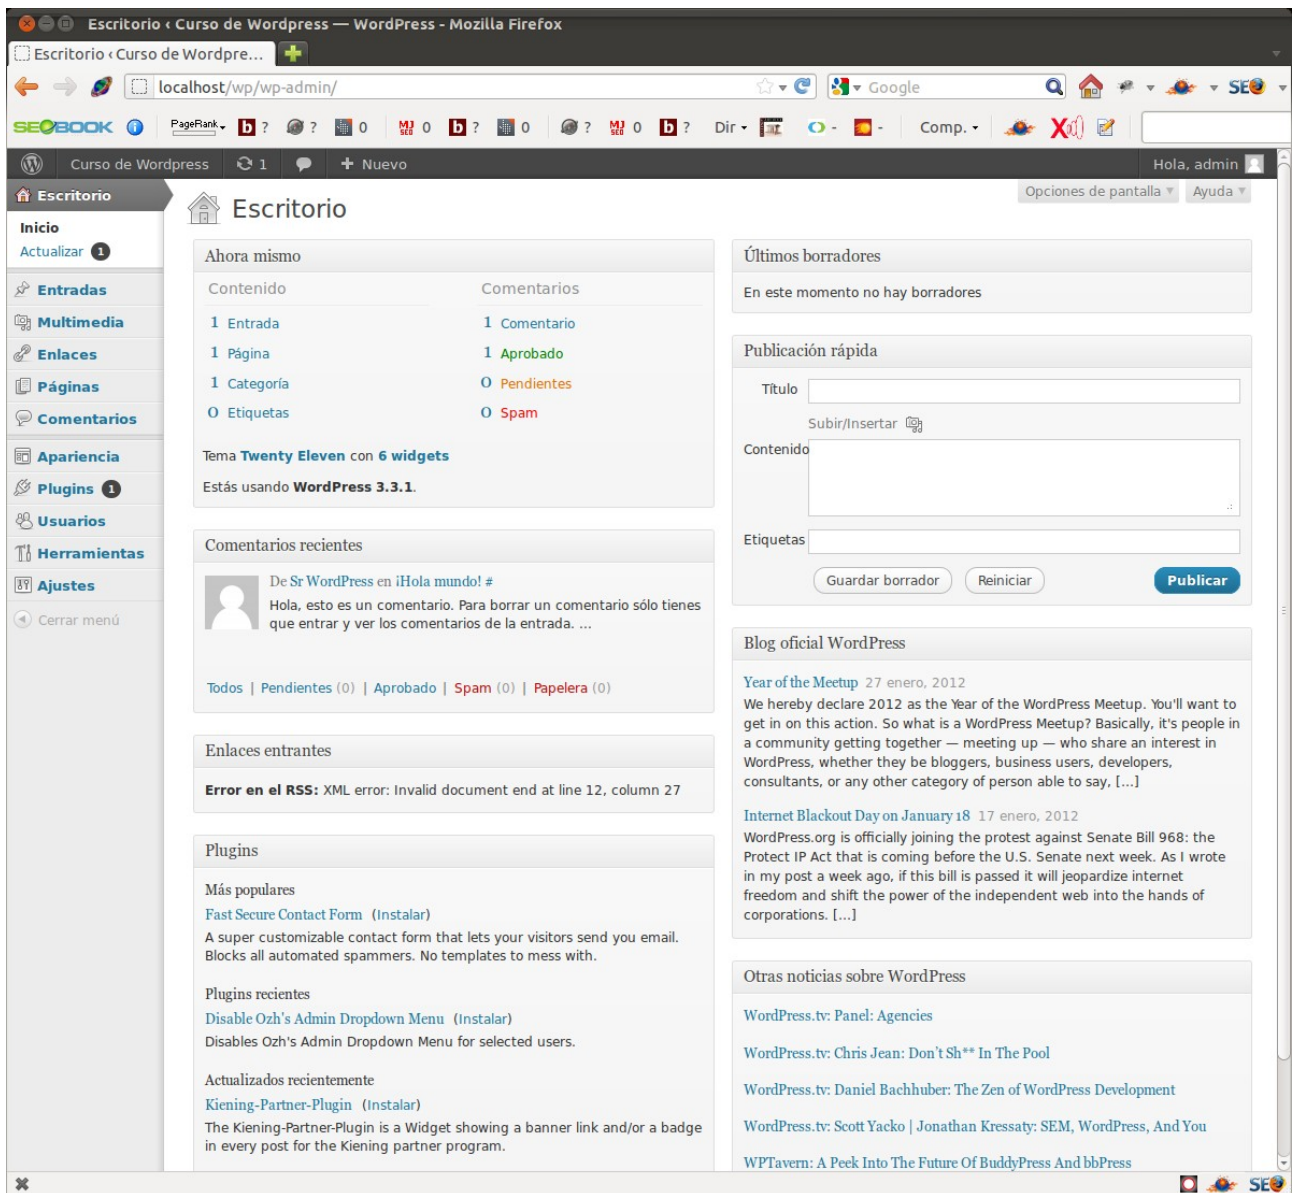 Escritorio ‹ Curso de Wordpress — WordPress - Mozilla Firefox
Escritorio ‹ Curso de Wordpre...
localhost/wp/wp-admin/
Google
SEO
SEOBOOK
PageRank
b ?
?
0
MJ SEO 0
b ?
0
?
MJ SEO 0
b ?
Dir
Comp.
Curso de Wordpress
1
Nuevo
Hola, admin
Escritorio
Inicio
Actualizar 1
Entradas
Multimedia
Enlaces
Páginas
Comentarios
Apariencia
Plugins 1
Usuarios
Herramientas
Ajustes
Cerrar menú
Opciones de pantalla
Ayuda
Escritorio
Ahora mismo
Contenido
Comentarios
1 Entrada
1 Comentario
1 Página
1 Aprobado
1 Categoría
0 Pendientes
0 Etiquetas
0 Spam
Tema Twenty Eleven con 6 widgets
Estás usando WordPress 3.3.1.
Comentarios recientes
De Sr WordPress en ¡Hola mundo! #
Hola, esto es un comentario. Para borrar un comentario sólo tienes
que entrar y ver los comentarios de la entrada. ...
Todos | Pendientes (0) | Aprobado | Spam (0) | Papelera (0)
Enlaces entrantes
Error en el RSS: XML error: Invalid document end at line 12, column 27
Plugins
Más populares
Fast Secure Contact Form (Instalar)
A super customizable contact form that lets your visitors send you email.
Blocks all automated spammers. No templates to mess with.
Plugins recientes
Disable Ozh's Admin Dropdown Menu (Instalar)
Disables Ozh's Admin Dropdown Menu for selected users.
Actualizados recientemente
Kiening-Partner-Plugin (Instalar)
The Kiening-Partner-Plugin is a Widget showing a banner link and/or a badge
in every post for the Kiening partner program.
Últimos borradores
En este momento no hay borradores
Publicación rápida
Título
Subir/Insertar
Contenido
Etiquetas
Guardar borrador
Reiniciar
Publicar
Blog oficial WordPress
Year of the Meetup 27 enero, 2012
We hereby declare 2012 as the Year of the WordPress Meetup. You'll want to
get in on this action. So what is a WordPress Meetup? Basically, it's people in
a community getting together — meeting up — who share an interest in
WordPress, whether they be bloggers, business users, developers,
consultants, or any other category of person able to say, [...]
Internet Blackout Day on January 18 17 enero, 2012
WordPress.org is officially joining the protest against Senate Bill 968: the
Protect IP Act that is coming before the U.S. Senate next week. As I wrote
in my post a week ago, if this bill is passed it will jeopardize internet
freedom and shift the power of the independent web into the hands of
corporations. [...]
Otras noticias sobre WordPress
WordPress.tv: Panel: Agencies
WordPress.tv: Chris Jean: Don't Sh** In The Pool
WordPress.tv: Daniel Bachhuber: The Zen of WordPress Development
WordPress.tv: Scott Yacko | Jonathan Kressaty: SEM, WordPress, And You
WPTavern: A Peek Into The Future Of BuddyPress And bbPress
SEO